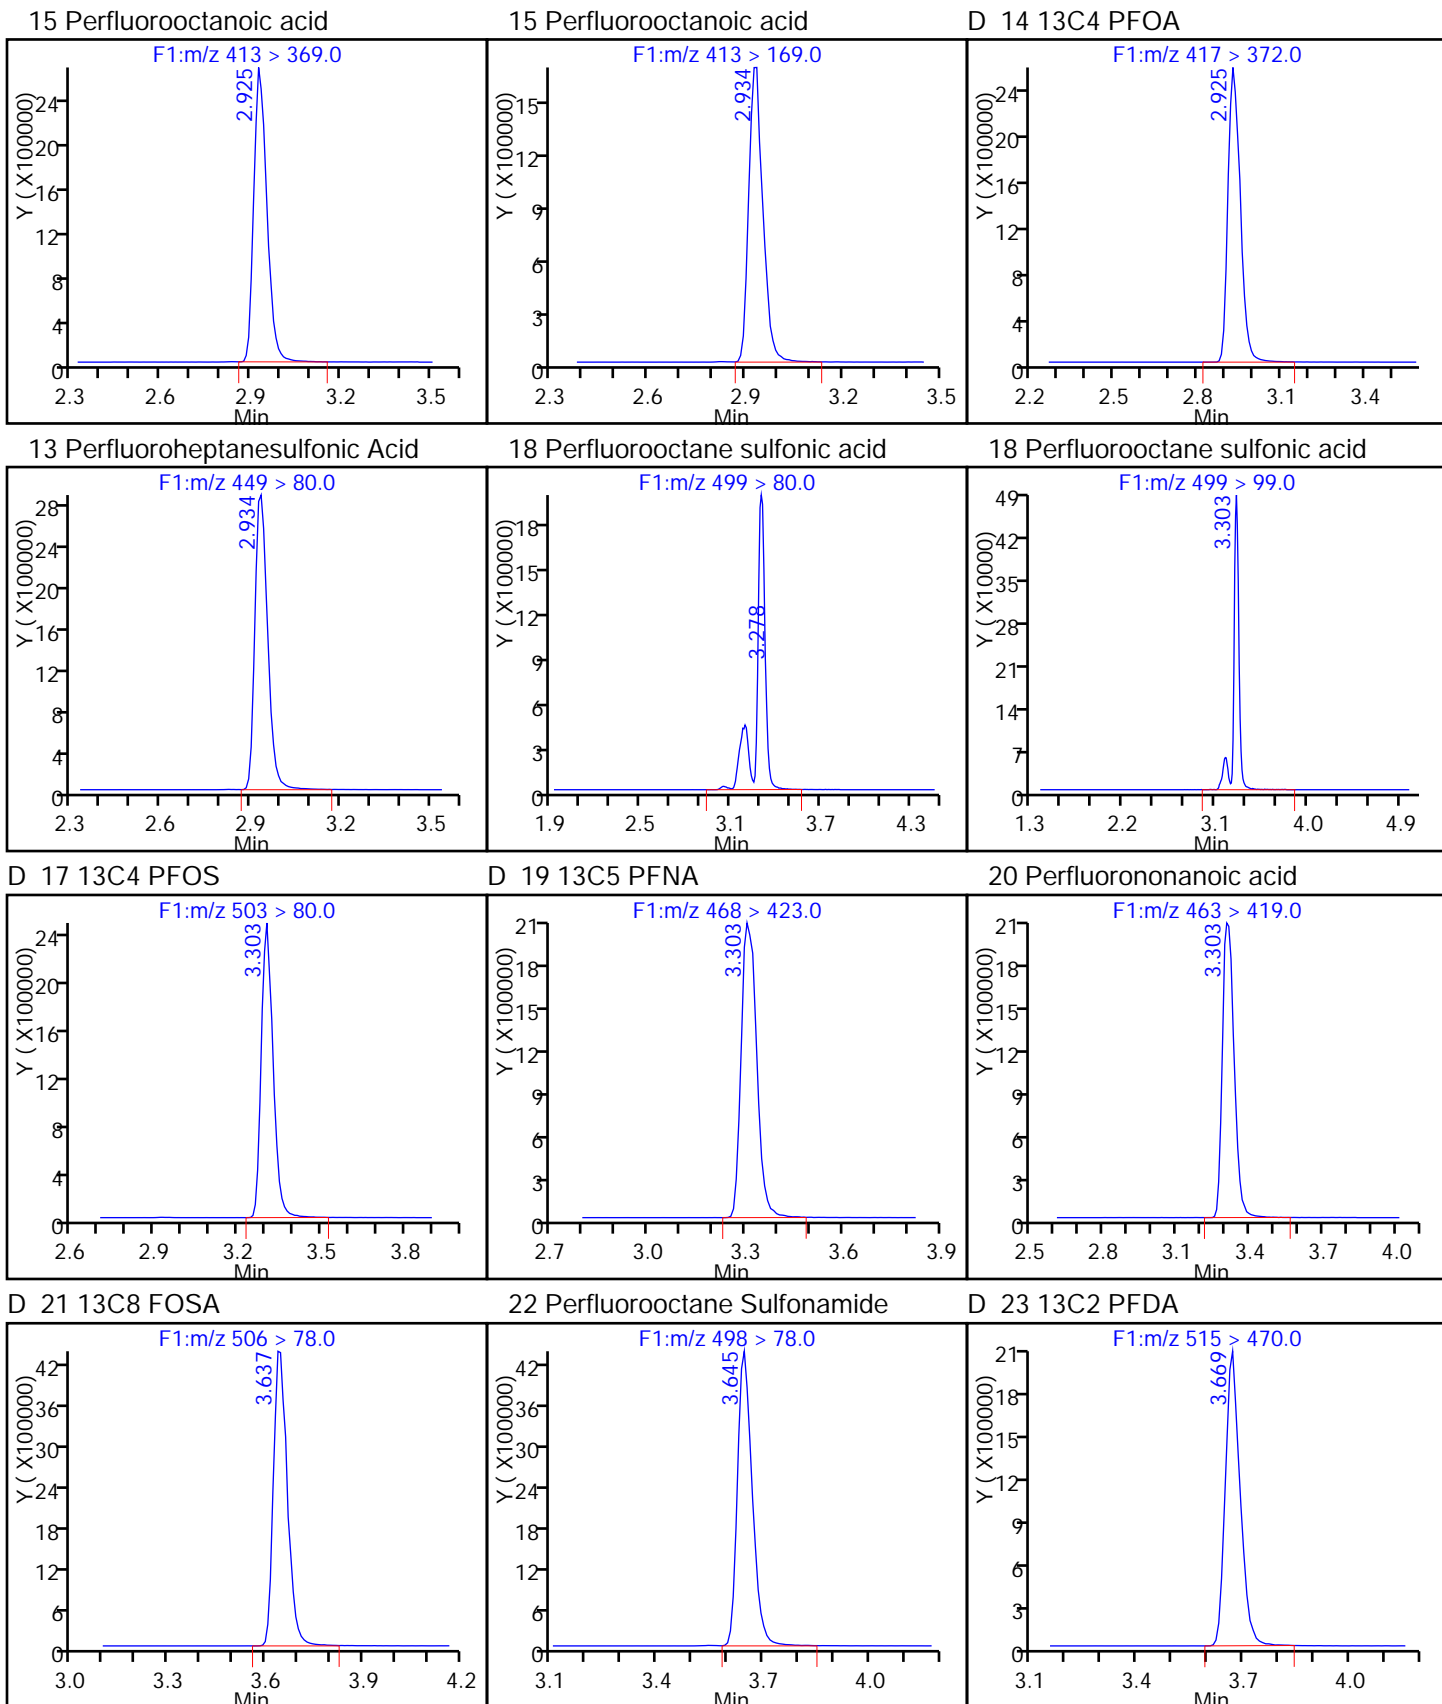 15 Perfluorooctanoic acid
F1:m/z 413 > 369.0
Y ( X100000)
24
20
16
12
8
4
0
2.925
2.3 2.6 2.9 3.2 3.5
Min
15 Perfluorooctanoic acid
F1:m/z 413 > 169.0
Y ( X100000)
15
12
9
6
3
0
2.934
2.3 2.6 2.9 3.2 3.5
Min
D 14 13C4 PFOA
F1:m/z 417 > 372.0
Y ( X100000)
24
20
16
12
8
4
0
2.925
2.2 2.5 2.8 3.1 3.4
Min
13 Perfluoroheptanesulfonic Acid
F1:m/z 449 > 80.0
Y ( X100000)
28
24
20
16
12
8
4
0
2.934
2.3 2.6 2.9 3.2 3.5
Min
18 Perfluorooctane sulfonic acid
F1:m/z 499 > 80.0
Y ( X100000)
18
15
12
9
6
3
0
3.278
1.9 2.5 3.1 3.7 4.3
Min
18 Perfluorooctane sulfonic acid
F1:m/z 499 > 99.0
Y ( X100000)
49
42
35
28
21
14
7
0
3.303
1.3 2.2 3.1 4.0 4.9
Min
D 17 13C4 PFOS
F1:m/z 503 > 80.0
Y ( X100000)
24
20
16
12
8
4
0
3.303
2.6 2.9 3.2 3.5 3.8
Min
D 19 13C5 PFNA
F1:m/z 468 > 423.0
Y ( X100000)
21
18
15
12
9
6
3
0
3.303
2.7 3.0 3.3 3.6 3.9
Min
20 Perfluorononanoic acid
F1:m/z 463 > 419.0
Y ( X100000)
21
18
15
12
9
6
3
0
3.303
2.5 2.8 3.1 3.4 3.7 4.0
Min
D 21 13C8 FOSA
F1:m/z 506 > 78.0
Y ( X100000)
42
36
30
24
18
12
6
0
3.637
3.0 3.3 3.6 3.9 4.2
Min
22 Perfluorooctane Sulfonamide
F1:m/z 498 > 78.0
Y ( X100000)
42
36
30
24
18
12
6
0
3.645
3.1 3.4 3.7 4.0
Min
D 23 13C2 PFDA
F1:m/z 515 > 470.0
Y ( X100000)
21
18
15
12
9
6
3
0
3.669
3.1 3.4 3.7 4.0
Min